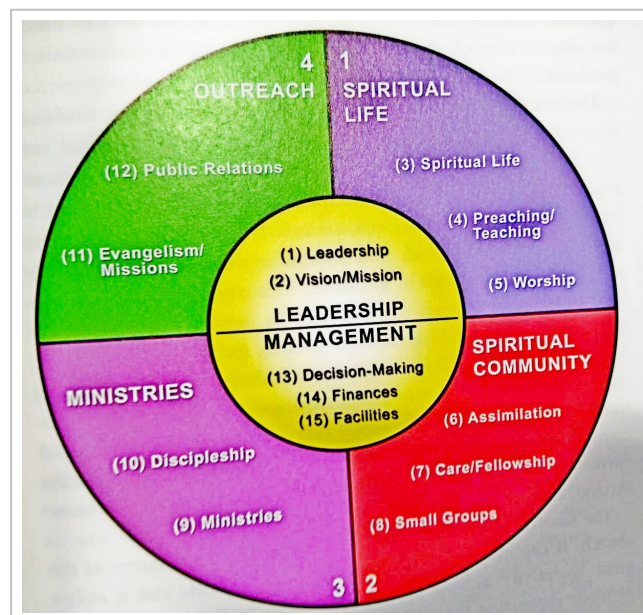 4
OUTREACH
(12) Public Relations
(11) Evangelism/
Missions
1
SPIRITUAL
LIFE
(3) Spiritual Life
(4) Preaching/
Teaching
(5) Worship
(1) Leadership
(2) Vision/Mission
LEADERSHIP
MANAGEMENT
(13) Decision-Making
(14) Finances
(15) Facilities
SPIRITUAL
COMMUNITY
(6) Assimilation
(7) Care/Fellowship
(8) Small Groups
2
MINISTRIES
(10) Discipleship
(9) Ministries
3